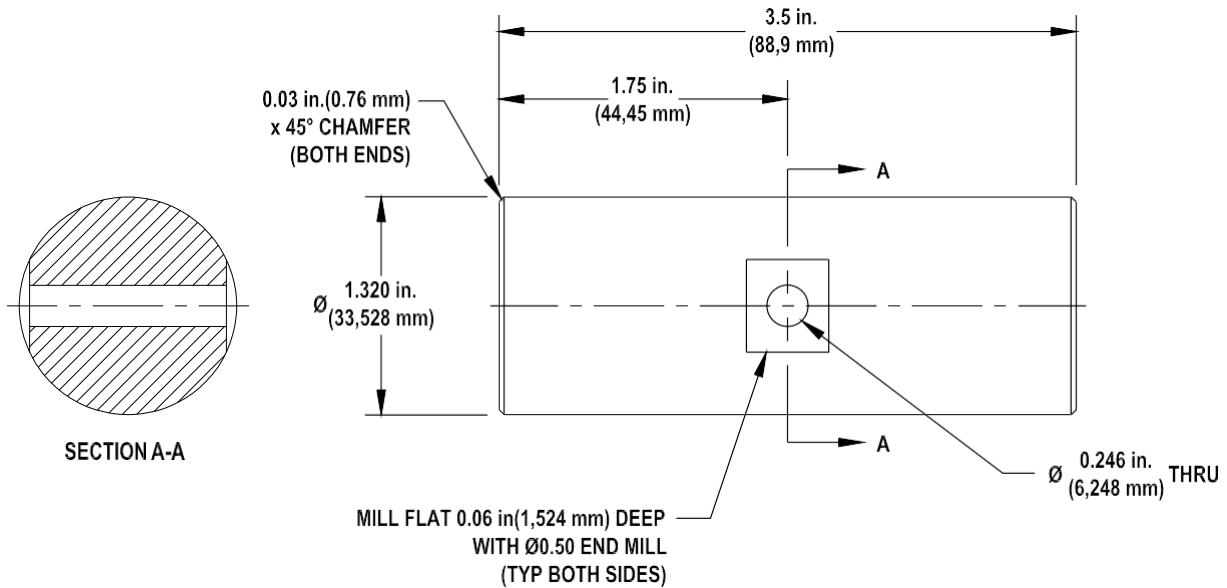 3.5 in.
(88,9 mm)
1.75 in.
(44,45 mm)
0.03 in.(0.76 mm)
x 45° CHAMFER
(BOTH ENDS)
A
Ø 1.320 in.
(33,528 mm)
SECTION A-A
A
Ø 0.246 in. THRU
(6,248 mm)
MILL FLAT 0.06 in(1,524 mm) DEEP
WITH Ø0.50 END MILL
(TYP BOTH SIDES)